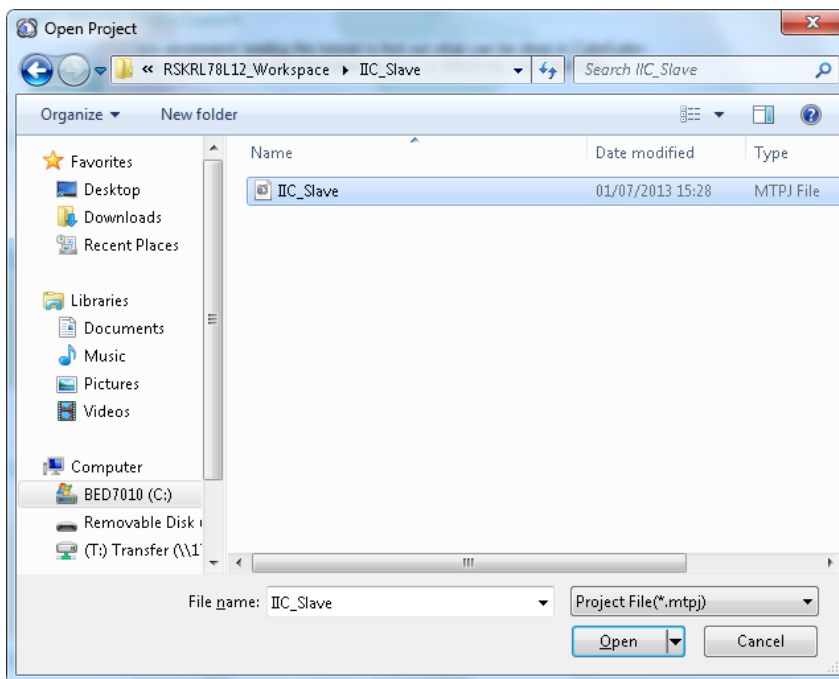 Open Project
« RSKRL78L12_Workspace IIC_Slave
Search IIC_Slave
Organize
New folder
Name
Date modified
Type
Favorites
Desktop
Downloads
Recent Places
Libraries
Documents
Music
Pictures
Videos
Computer
BED7010 (C:)
Removable Disk
(T:) Transfer (\\1
IIC_Slave
01/07/2013 15:28
MTPJ File
File name:
IIC_Slave
Project File(*.mtpj)
Open
Cancel